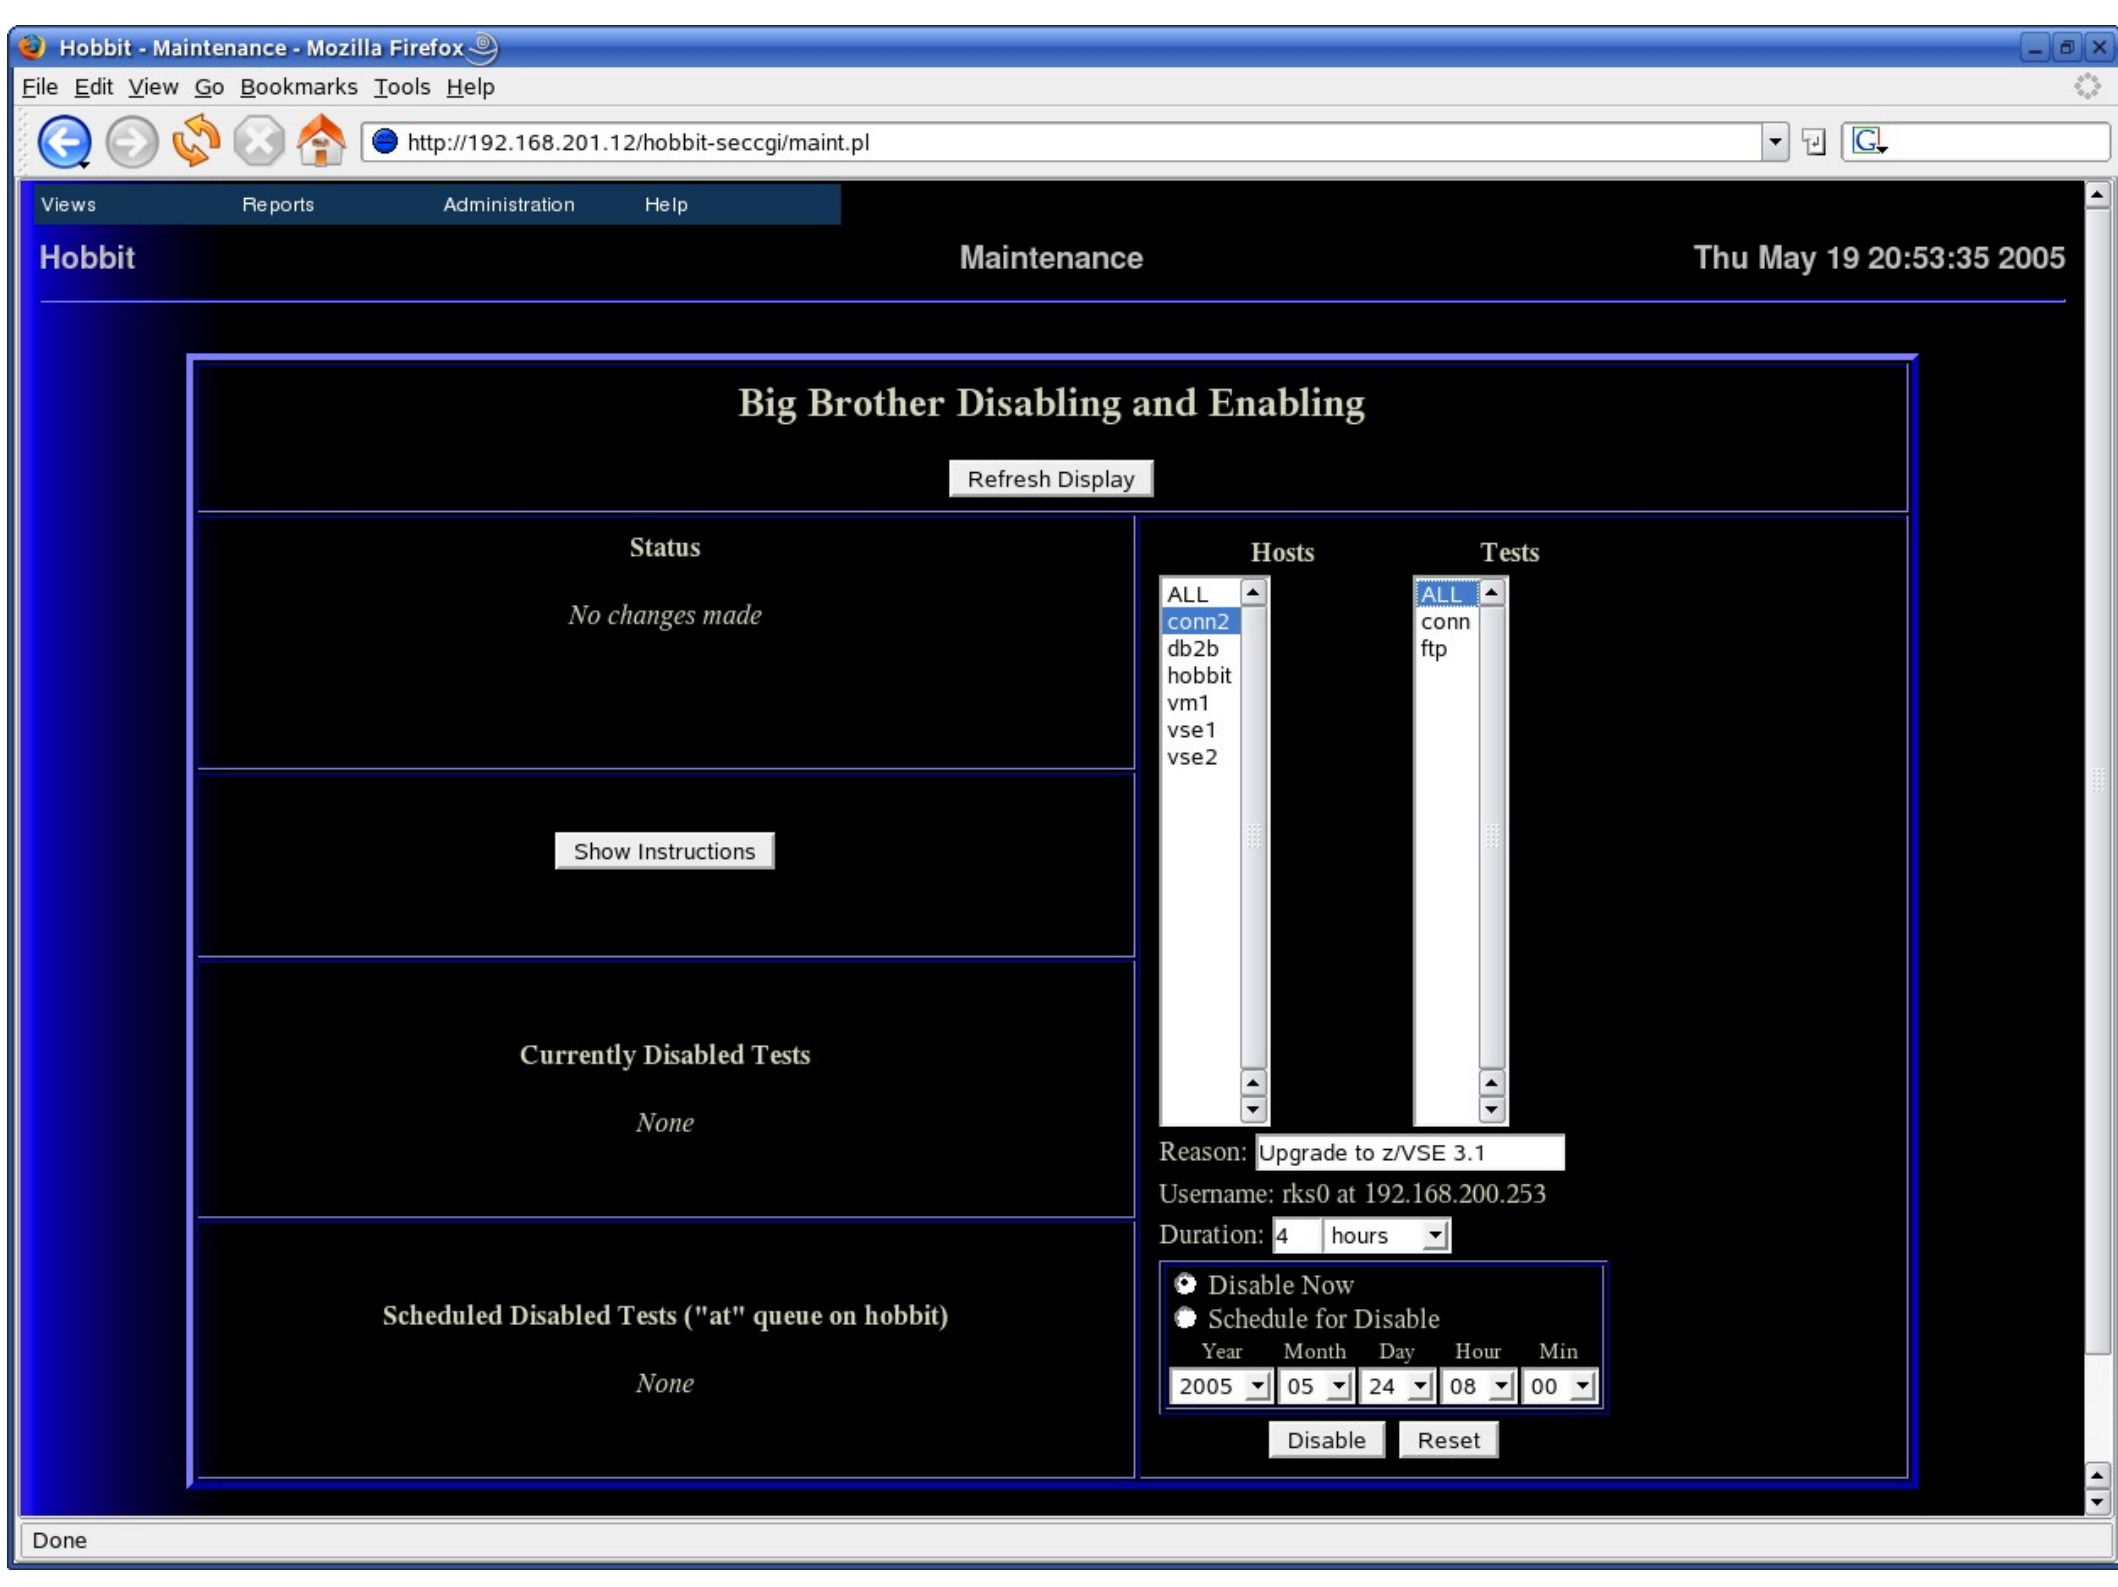 Hobbit - Maintenance - Mozilla Firefox
File Edit View Go Bookmarks Tools Help
http://192.168.201.12/hobbit-seccgi/maint.pl
G
Views Reports Administration Help
Hobbit Maintenance Thu May 19 20:53:35 2005
Big Brother Disabling and Enabling
Refresh Display
Status
No changes made
Show Instructions
Currently Disabled Tests
None
Scheduled Disabled Tests ("at" queue on hobbit)
None
Hosts Tests
ALL
conn2
db2b
hobbit
vm1
vse1
vse2
ALL
conn
ftp
Reason: Upgrade to z/VSE 3.1
Username: rks0 at 192.168.200.253
Duration: 4 hours
Disable Now
Schedule for Disable
Year Month Day Hour Min
2005 05 24 08 00
Disable Reset
Done